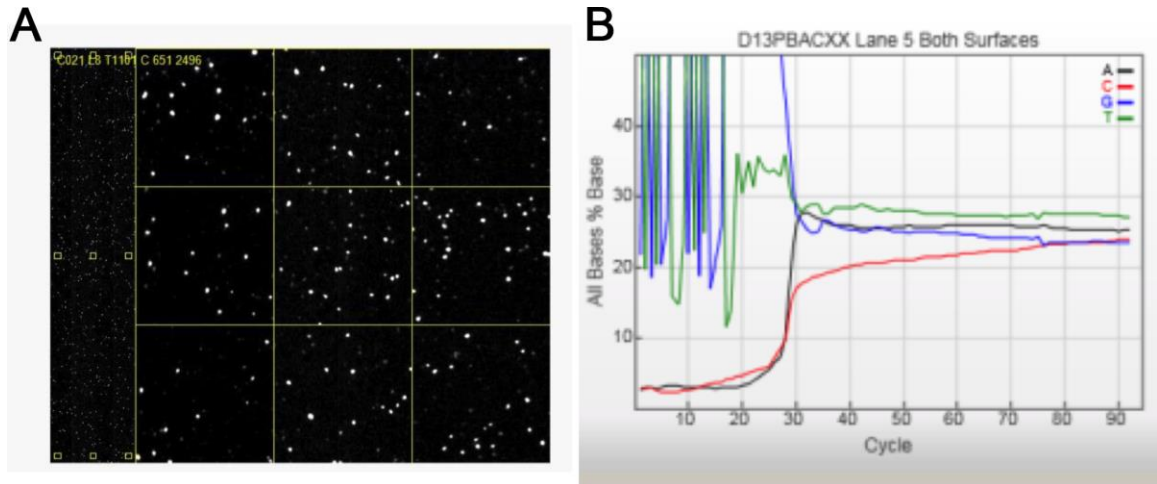 A
C021 L8 T1101 C 651 2496
B
D13PBACXX Lane 5 Both Surfaces
A
C
G
T
All Bases % Base
40
30
20
10
10 20 30 40 50 60 70 80 90
Cycle